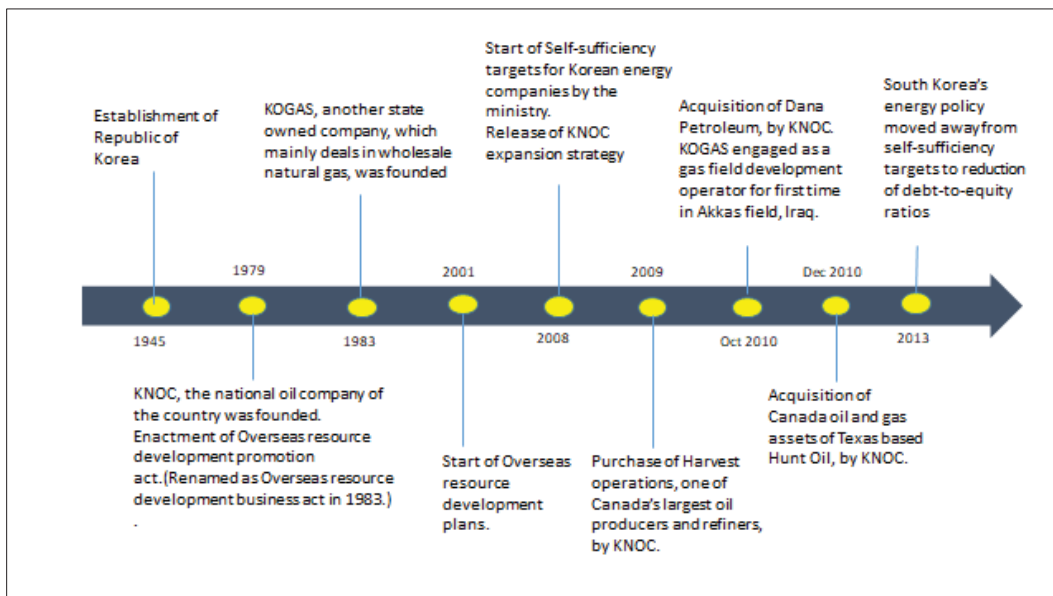 Establishment of
Republic of
Korea
1945
1979
KNOC, the national oil company of
the country was founded.
Enactment of Overseas resource
development promotion
act.(Renamed as Overseas resource
development business act in 1983.)
.
KOGAS, another state
owned company, which
mainly deals in wholesale
natural gas, was founded
1983
2001
Start of Overseas
resource
development
plans.
Start of Self-sufficiency
targets for Korean energy
companies by the
ministry.
Release of KNOC
expansion strategy
2008
2009
Purchase of Harvest
operations, one of
Canada's largest oil
producers and refiners,
by KNOC.
Acquisition of Dana
Petroleum, by KNOC.
KOGAS engaged as a
gas field development
operator for first time
in Akkas field, Iraq.
Oct 2010
Dec 2010
Acquisition of
Canada oil and gas
assets of Texas based
Hunt Oil, by KNOC.
South Korea's
energy policy
moved away from
self-sufficiency
targets to reduction
of debt-to-equity
ratios
2013